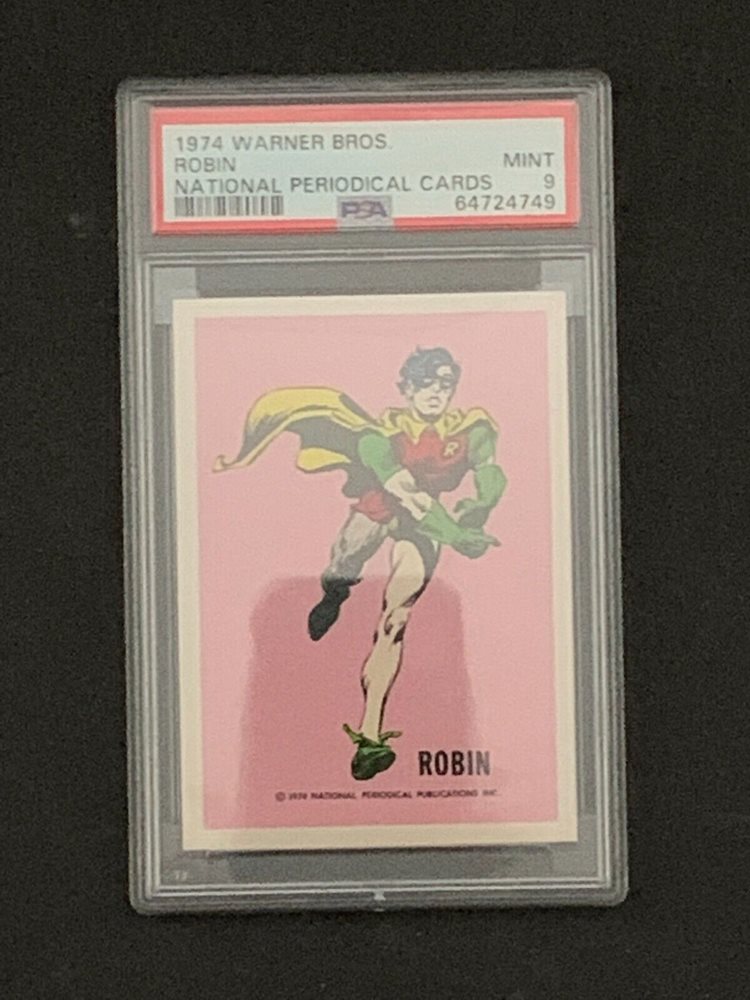 1974 WARNER BROS.
ROBIN MINT
NATIONAL PERIODICAL CARDS 9
PSA 64724749
R
ROBIN
© 1974 NATIONAL PERIODICAL PUBLICATIONS INC.